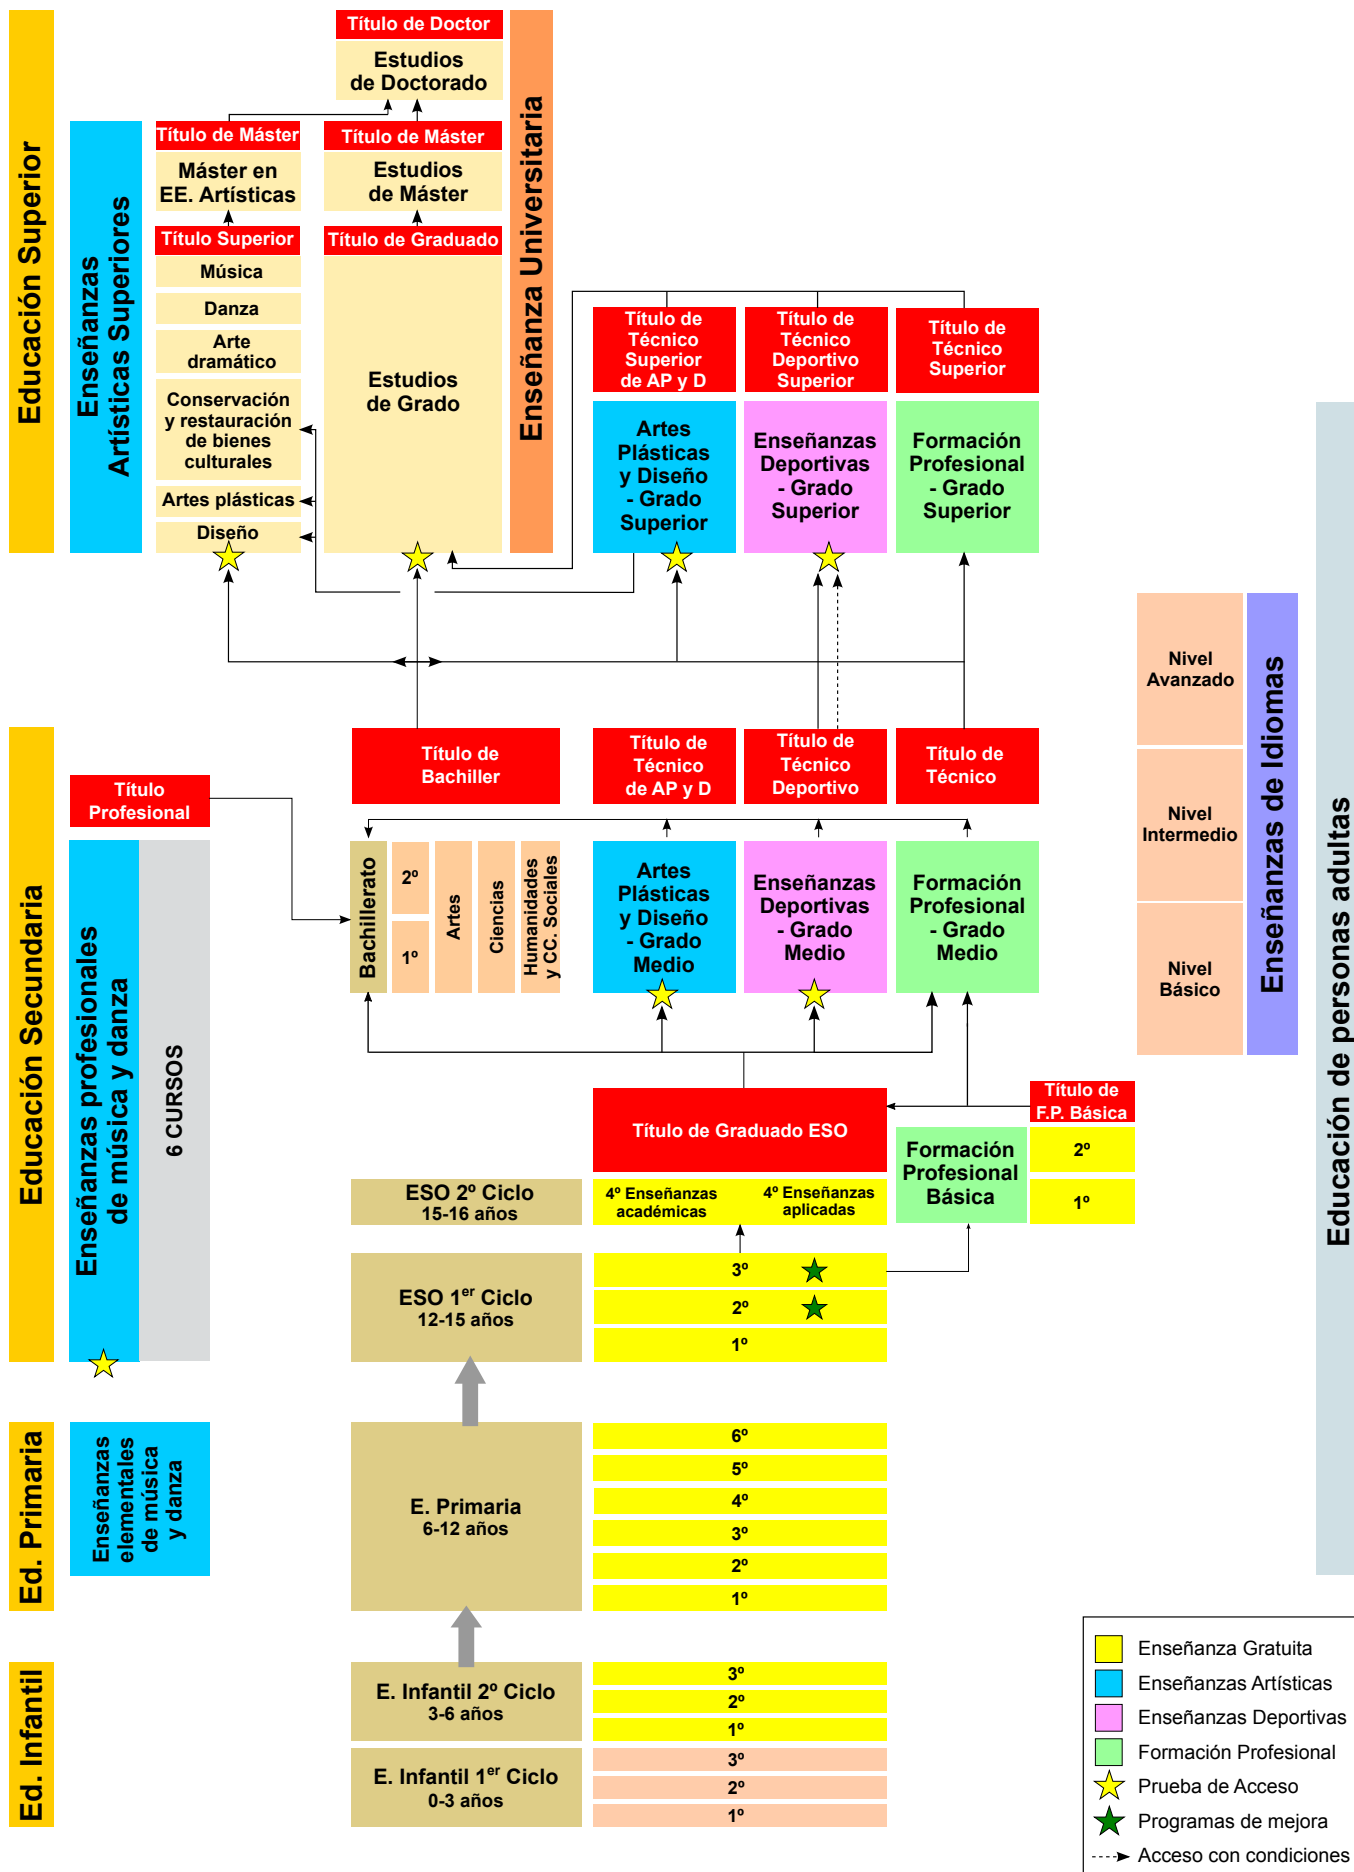 Educación Superior
Enseñanzas
Artísticas Superiores
Título de Doctor
Estudios
de Doctorado
Título de Máster
Máster en
EE. Artísticas
Título Superior
Música
Danza
Arte
dramático
Conservación
y restauración
de bienes
culturales
Artes plásticas
Diseño
Título de Máster
Estudios
de Máster
Título de Graduado
Estudios
de Grado
Enseñanza Universitaria
Título de
Técnico
Superior
de AP y D
Artes
Plásticas
y Diseño
- Grado
Superior
Título de
Técnico
Deportivo
Superior
Enseñanzas
Deportivas
- Grado
Superior
Título de
Técnico
Superior
Formación
Profesional
- Grado
Superior
Educación Secundaria
Título
Profesional
Enseñanzas profesionales
de música y danza
6 CURSOS
Título de
Bachiller
Bachillerato
2º
1º
Artes
Ciencias
Humanidades
y CC. Sociales
Título de
Técnico
de AP y D
Artes
Plásticas
y Diseño
- Grado
Medio
Título de
Técnico
Deportivo
Enseñanzas
Deportivas
- Grado
Medio
Título de
Técnico
Formación
Profesional
- Grado
Medio
Nivel
Avanzado
Nivel
Intermedio
Nivel
Básico
Enseñanzas de Idiomas
Educación de personas adultas
Título de Graduado ESO
Título de
F.P. Básica
Formación
Profesional
Básica
2º
1º
ESO 2º Ciclo
15-16 años
4º Enseñanzas
académicas
4º Enseñanzas
aplicadas
ESO 1er Ciclo
12-15 años
3º
2º
1º
Ed. Primaria
Enseñanzas
elementales
de música
y danza
E. Primaria
6-12 años
6º
5º
4º
3º
2º
1º
Ed. Infantil
E. Infantil 2º Ciclo
3-6 años
3º
2º
1º
E. Infantil 1er Ciclo
0-3 años
3º
2º
1º
Enseñanza Gratuita
Enseñanzas Artísticas
Enseñanzas Deportivas
Formación Profesional
Prueba de Acceso
Programas de mejora
Acceso con condiciones